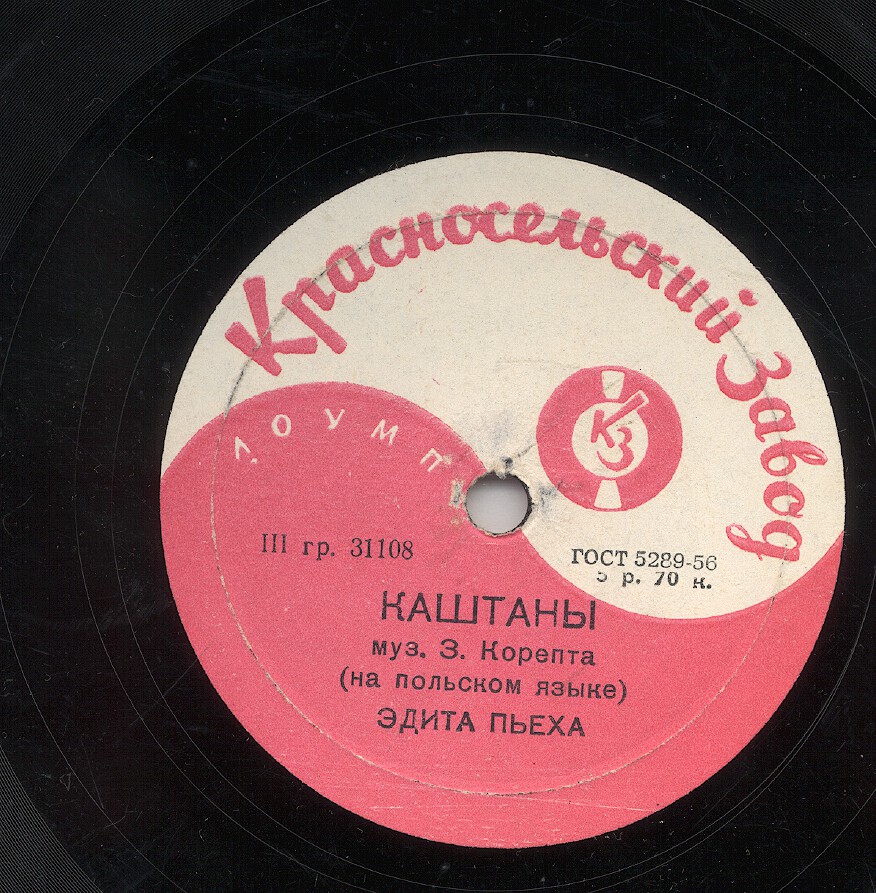 Красносельский Завод
ЛОУМП
КЗ
III гр. 31108
ГОСТ 5289-56
5 р. 70 к.
КАШТАНЫ
муз. З. Корепта
(на польском языке)
ЭДИТА ПЬЕХА